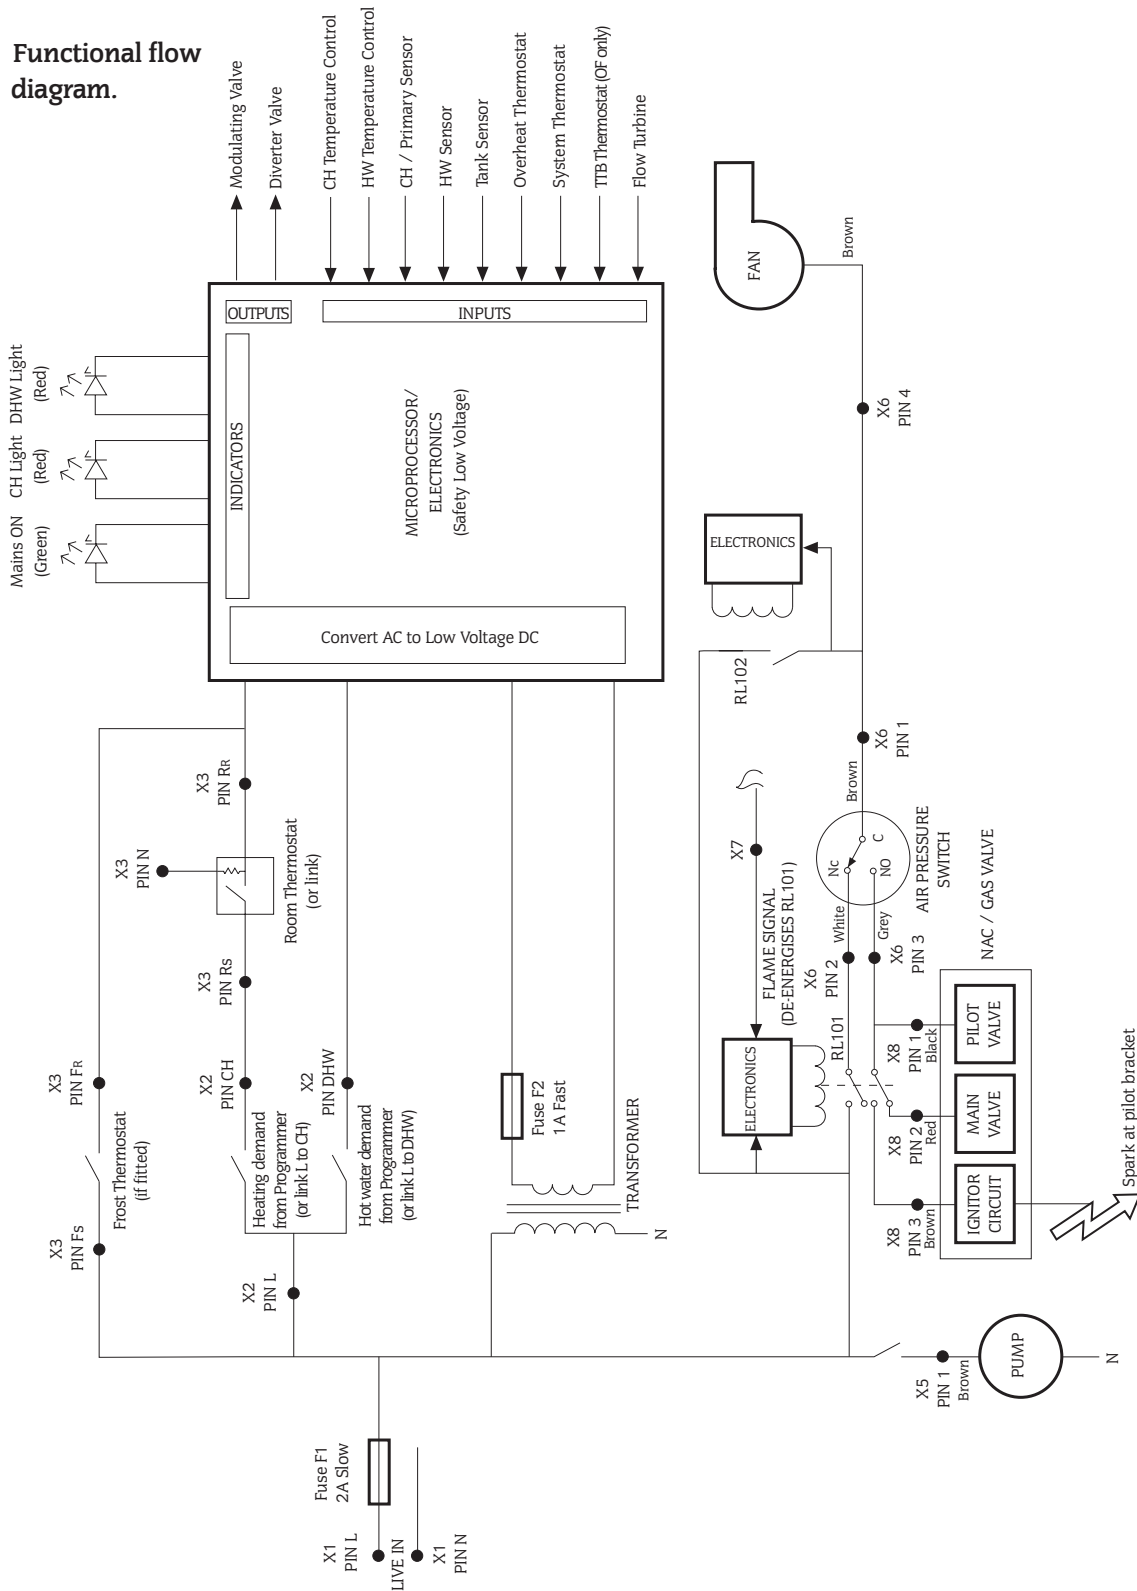 Functional flow
diagram.
Modulating Valve
Diverter Valve
CH Temperature Control
HW Temperature Control
CH / Primary Sensor
HW Sensor
Tank Sensor
Overheat Thermostat
System Thermostat
TTB Thermostat (OF only)
Flow Turbine
OUTPUTS
INPUTS
INDICATORS
MICROPROCESSOR/
ELECTRONICS
(Safety Low Voltage)
Convert AC to Low Voltage DC
Mains ON
(Green)
CH Light
(Red)
DHW Light
(Red)
FAN
Brown
X6
PIN 4
ELECTRONICS
RL102
X6
PIN 1
Brown
AIR PRESSURE
SWITCH
C
Nc
NO
White
Grey
X6
PIN 2
X6
PIN 3
X7
FLAME SIGNAL
(DE-ENERGISES RL101)
RL101
ELECTRONICS
NAC / GAS VALVE
PILOT
VALVE
MAIN
VALVE
IGNITOR
CIRCUIT
X8
PIN 1
Black
X8
PIN 2
Red
X8
PIN 3
Brown
Spark at pilot bracket
X3
PIN RR
X3
PIN N
Room Thermostat
(or link)
X3
PIN Rs
X3
PIN FR
Frost Thermostat
(if fitted)
X3
PIN Fs
X2
PIN CH
Heating demand
from Programmer
(or link L to CH)
X2
PIN DHW
Hot water demand
from Programmer
(or link L to DHW)
X2
PIN L
Fuse F2
1A Fast
TRANSFORMER
N
Fuse F1
2A Slow
X1
PIN L
LIVE IN
X1
PIN N
X5
PIN 1
Brown
PUMP
N